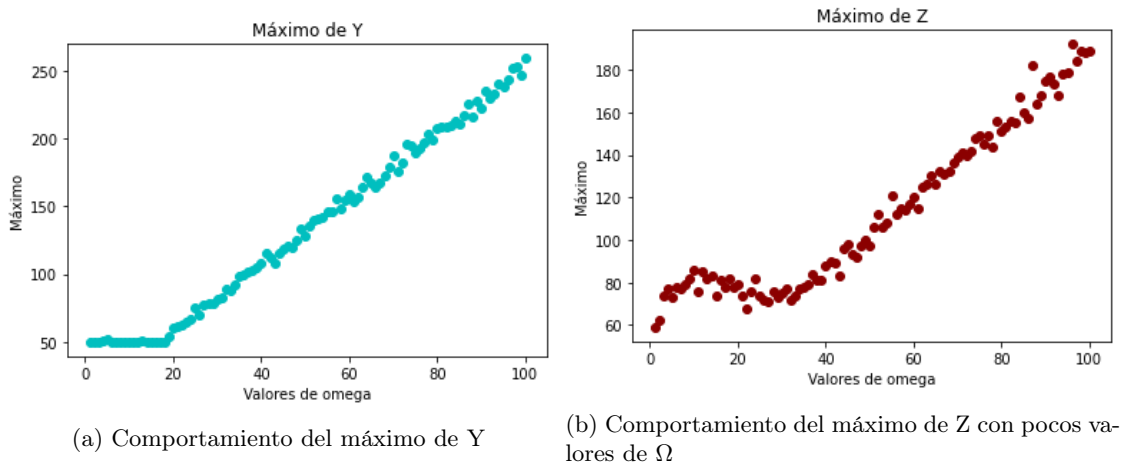 Máximo de Y
250
200
150
100
50
Máximo
0
20
40
60
80
100
Valores de omega
(a) Comportamiento del máximo de Y
Máximo de Z
180
160
140
120
100
80
60
Máximo
0
20
40
60
80
100
Valores de omega
(b) Comportamiento del máximo de Z con pocos va-
lores de Ω